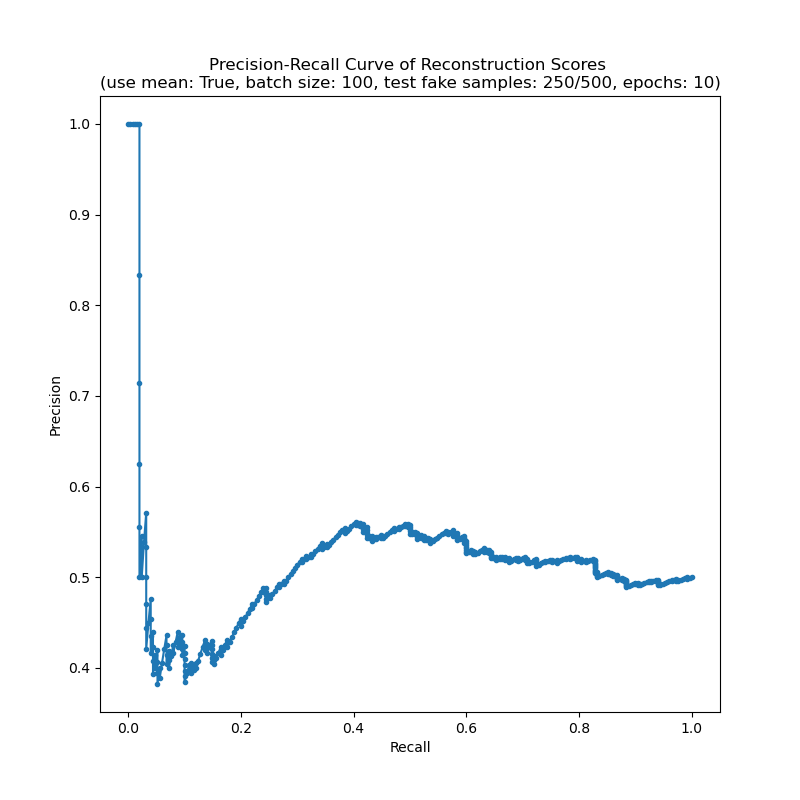 Precision-Recall Curve of Reconstruction Scores
(use mean: True, batch size: 100, test fake samples: 250/500, epochs: 10)
1.0
0.9
0.8
0.7
0.6
0.5
0.4
Precision
0.0 0.2 0.4 0.6 0.8 1.0
Recall